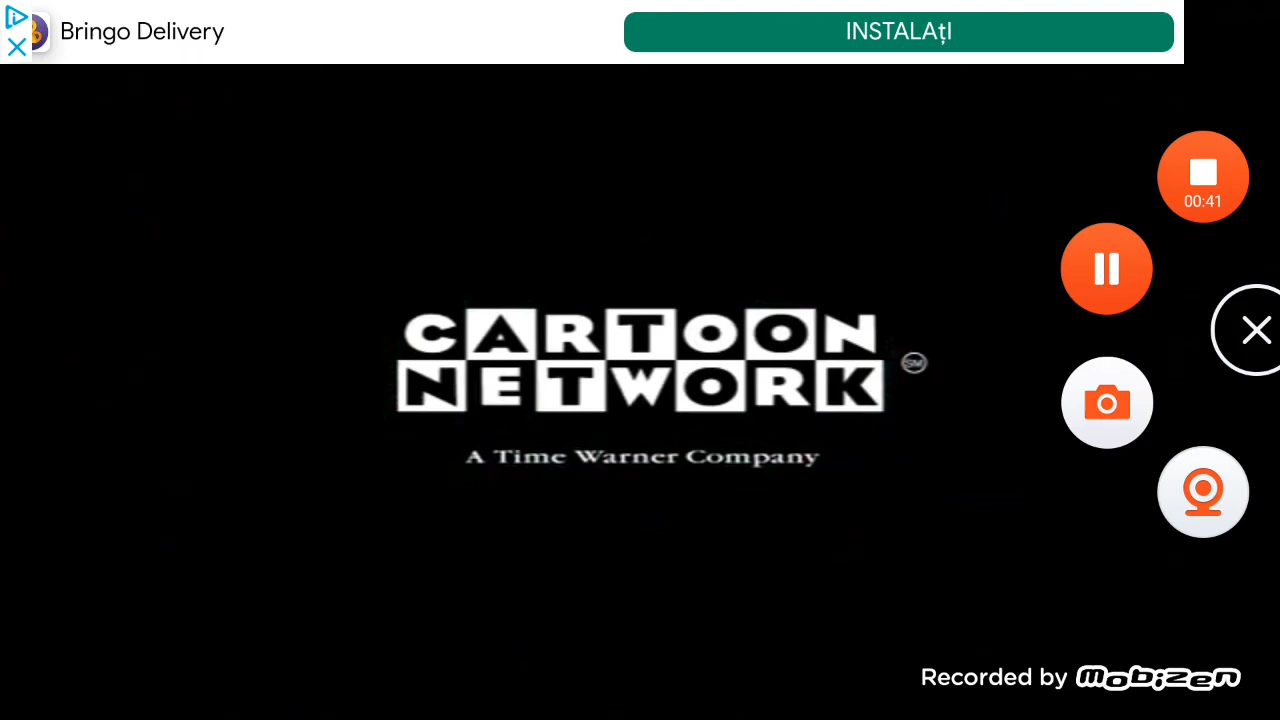 Bringo Delivery
INSTALAțI
00:41
CARTOON
NETWORK
SM
A Time Warner Company
Recorded by mobizen